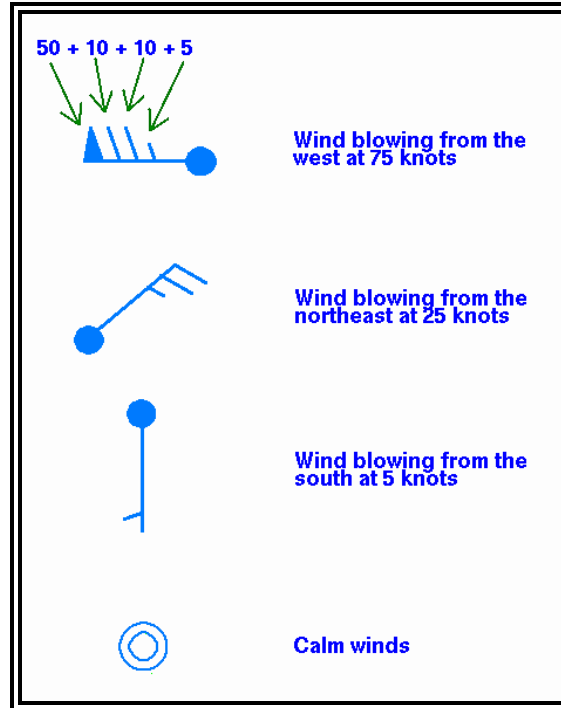 50 + 10 + 10 + 5
Wind blowing from the
west at 75 knots
Wind blowing from the
northeast at 25 knots
Wind blowing from the
south at 5 knots
Calm winds